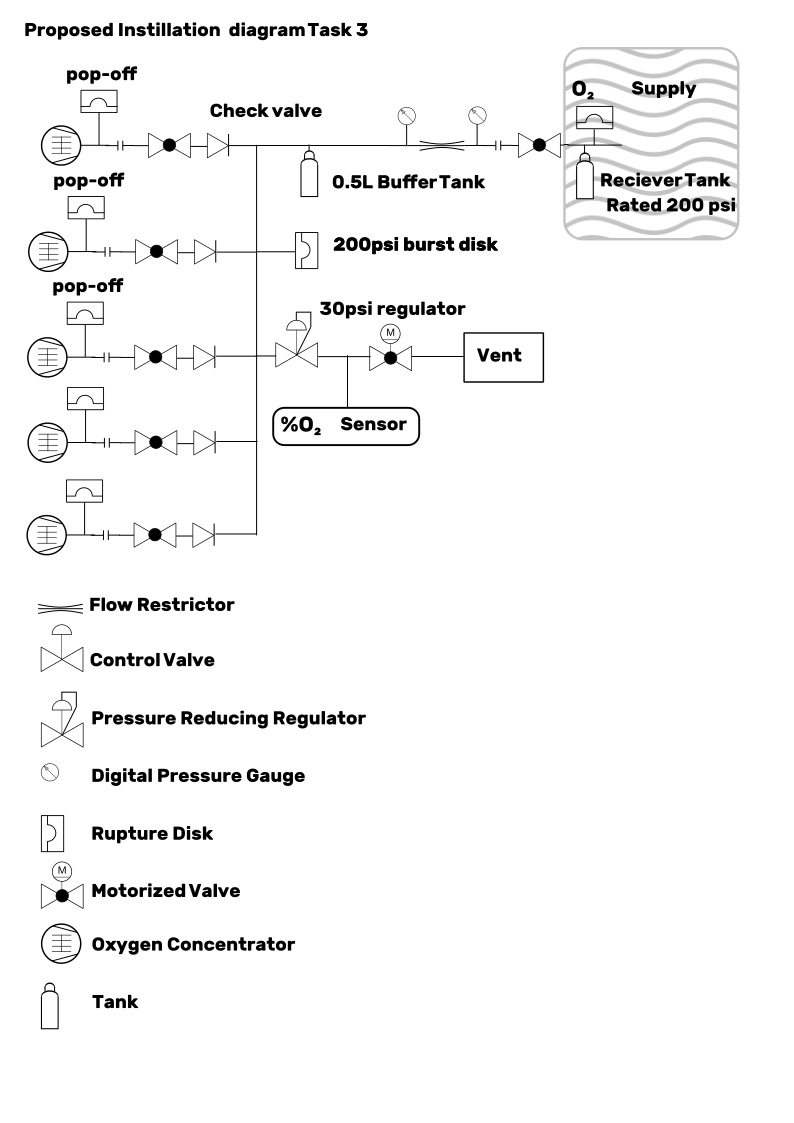 Proposed Instillation diagram Task 3
pop-off
Check valve
O₂ Supply
pop-off
0.5L Buffer Tank
Reciever Tank
Rated 200 psi
200psi burst disk
pop-off
30psi regulator
M
Vent
%O₂ Sensor
Flow Restrictor
Control Valve
Pressure Reducing Regulator
Digital Pressure Gauge
Rupture Disk
M
Motorized Valve
Oxygen Concentrator
Tank